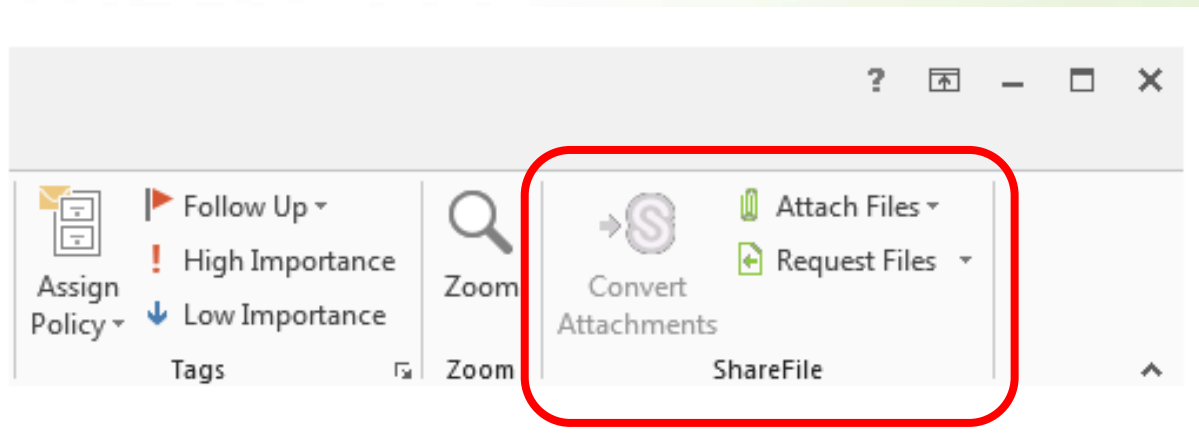 ?
Assign
Policy
Follow Up
High Importance
Low Importance
Tags
Zoom
Zoom
Convert
Attachments
Attach Files
Request Files
ShareFile